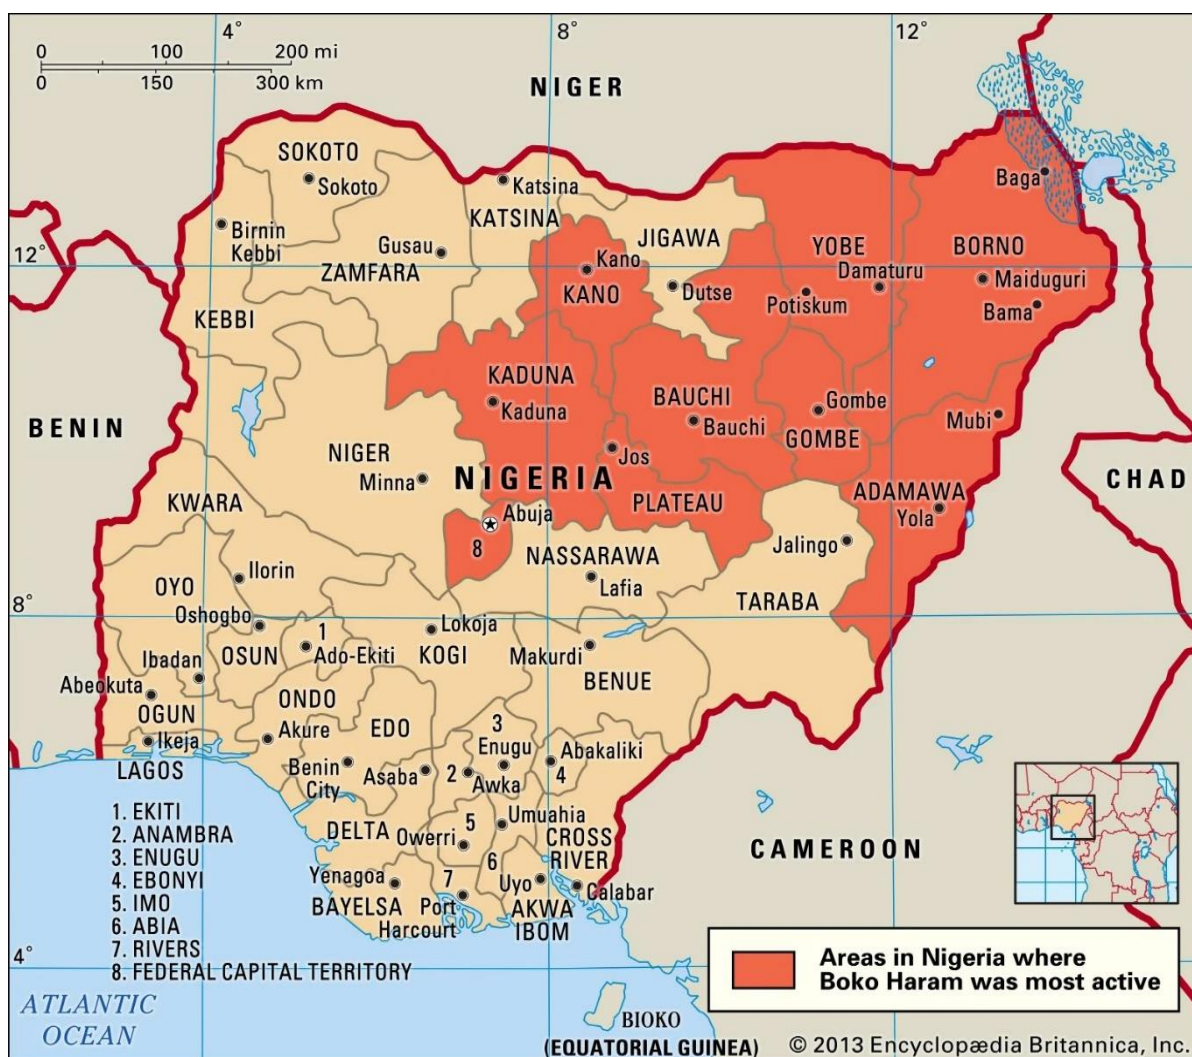 4°
8°
12°
0 100 200 mi
0 150 300 km
NIGER
SOKOTO
Sokoto
Katsina
KATSINA
Baga
Birnin
Kebbi
Gusau
ZAMFARA
JIGAWA
YOBE
BORNO
12°
Kano
KANO
Dutse
Damaturu
Potiskum
Maiduguri
Bama
KEBBI
KADUNA
Kaduna
BAUCHI
Bauchi
Gombe
GOMBE
Mubi
BENIN
NIGER
Minna
NIGERIA
Jos
PLATEAU
ADAMAWA
Yola
CHAD
KWARA
Abuja
8
NASSARAWA
Lafia
Jalingo
TARABA
OYO
Ilorin
8°
Oshogbo
1
Ado-Ekiti
Lokoja
KOGI
OSUN
Ibadan
Makurdi
BENUE
Abeokuta
OGUN
Ikeja
ONDO
Akure
EDO
3
Enugu
Abakaliki
4
LAGOS
Benin
City
Asaba
2
Awka
1. EKITI
2. ANAMBRA
3. ENUGU
4. EBONYI
5. IMO
6. ABIA
7. RIVERS
8. FEDERAL CAPITAL TERRITORY
DELTA
Owerri
5
Umuahia
CROSS
RIVER
6
Yenagoa
BAYELSA
7
Port
Harcourt
Uyo
AKWA
IBOM
Calabar
CAMEROON
4°
ATLANTIC
OCEAN
BIOKO
(EQUATORIAL GUINEA)
Areas in Nigeria where
Boko Haram was most active
© 2013 Encyclopædia Britannica, Inc.